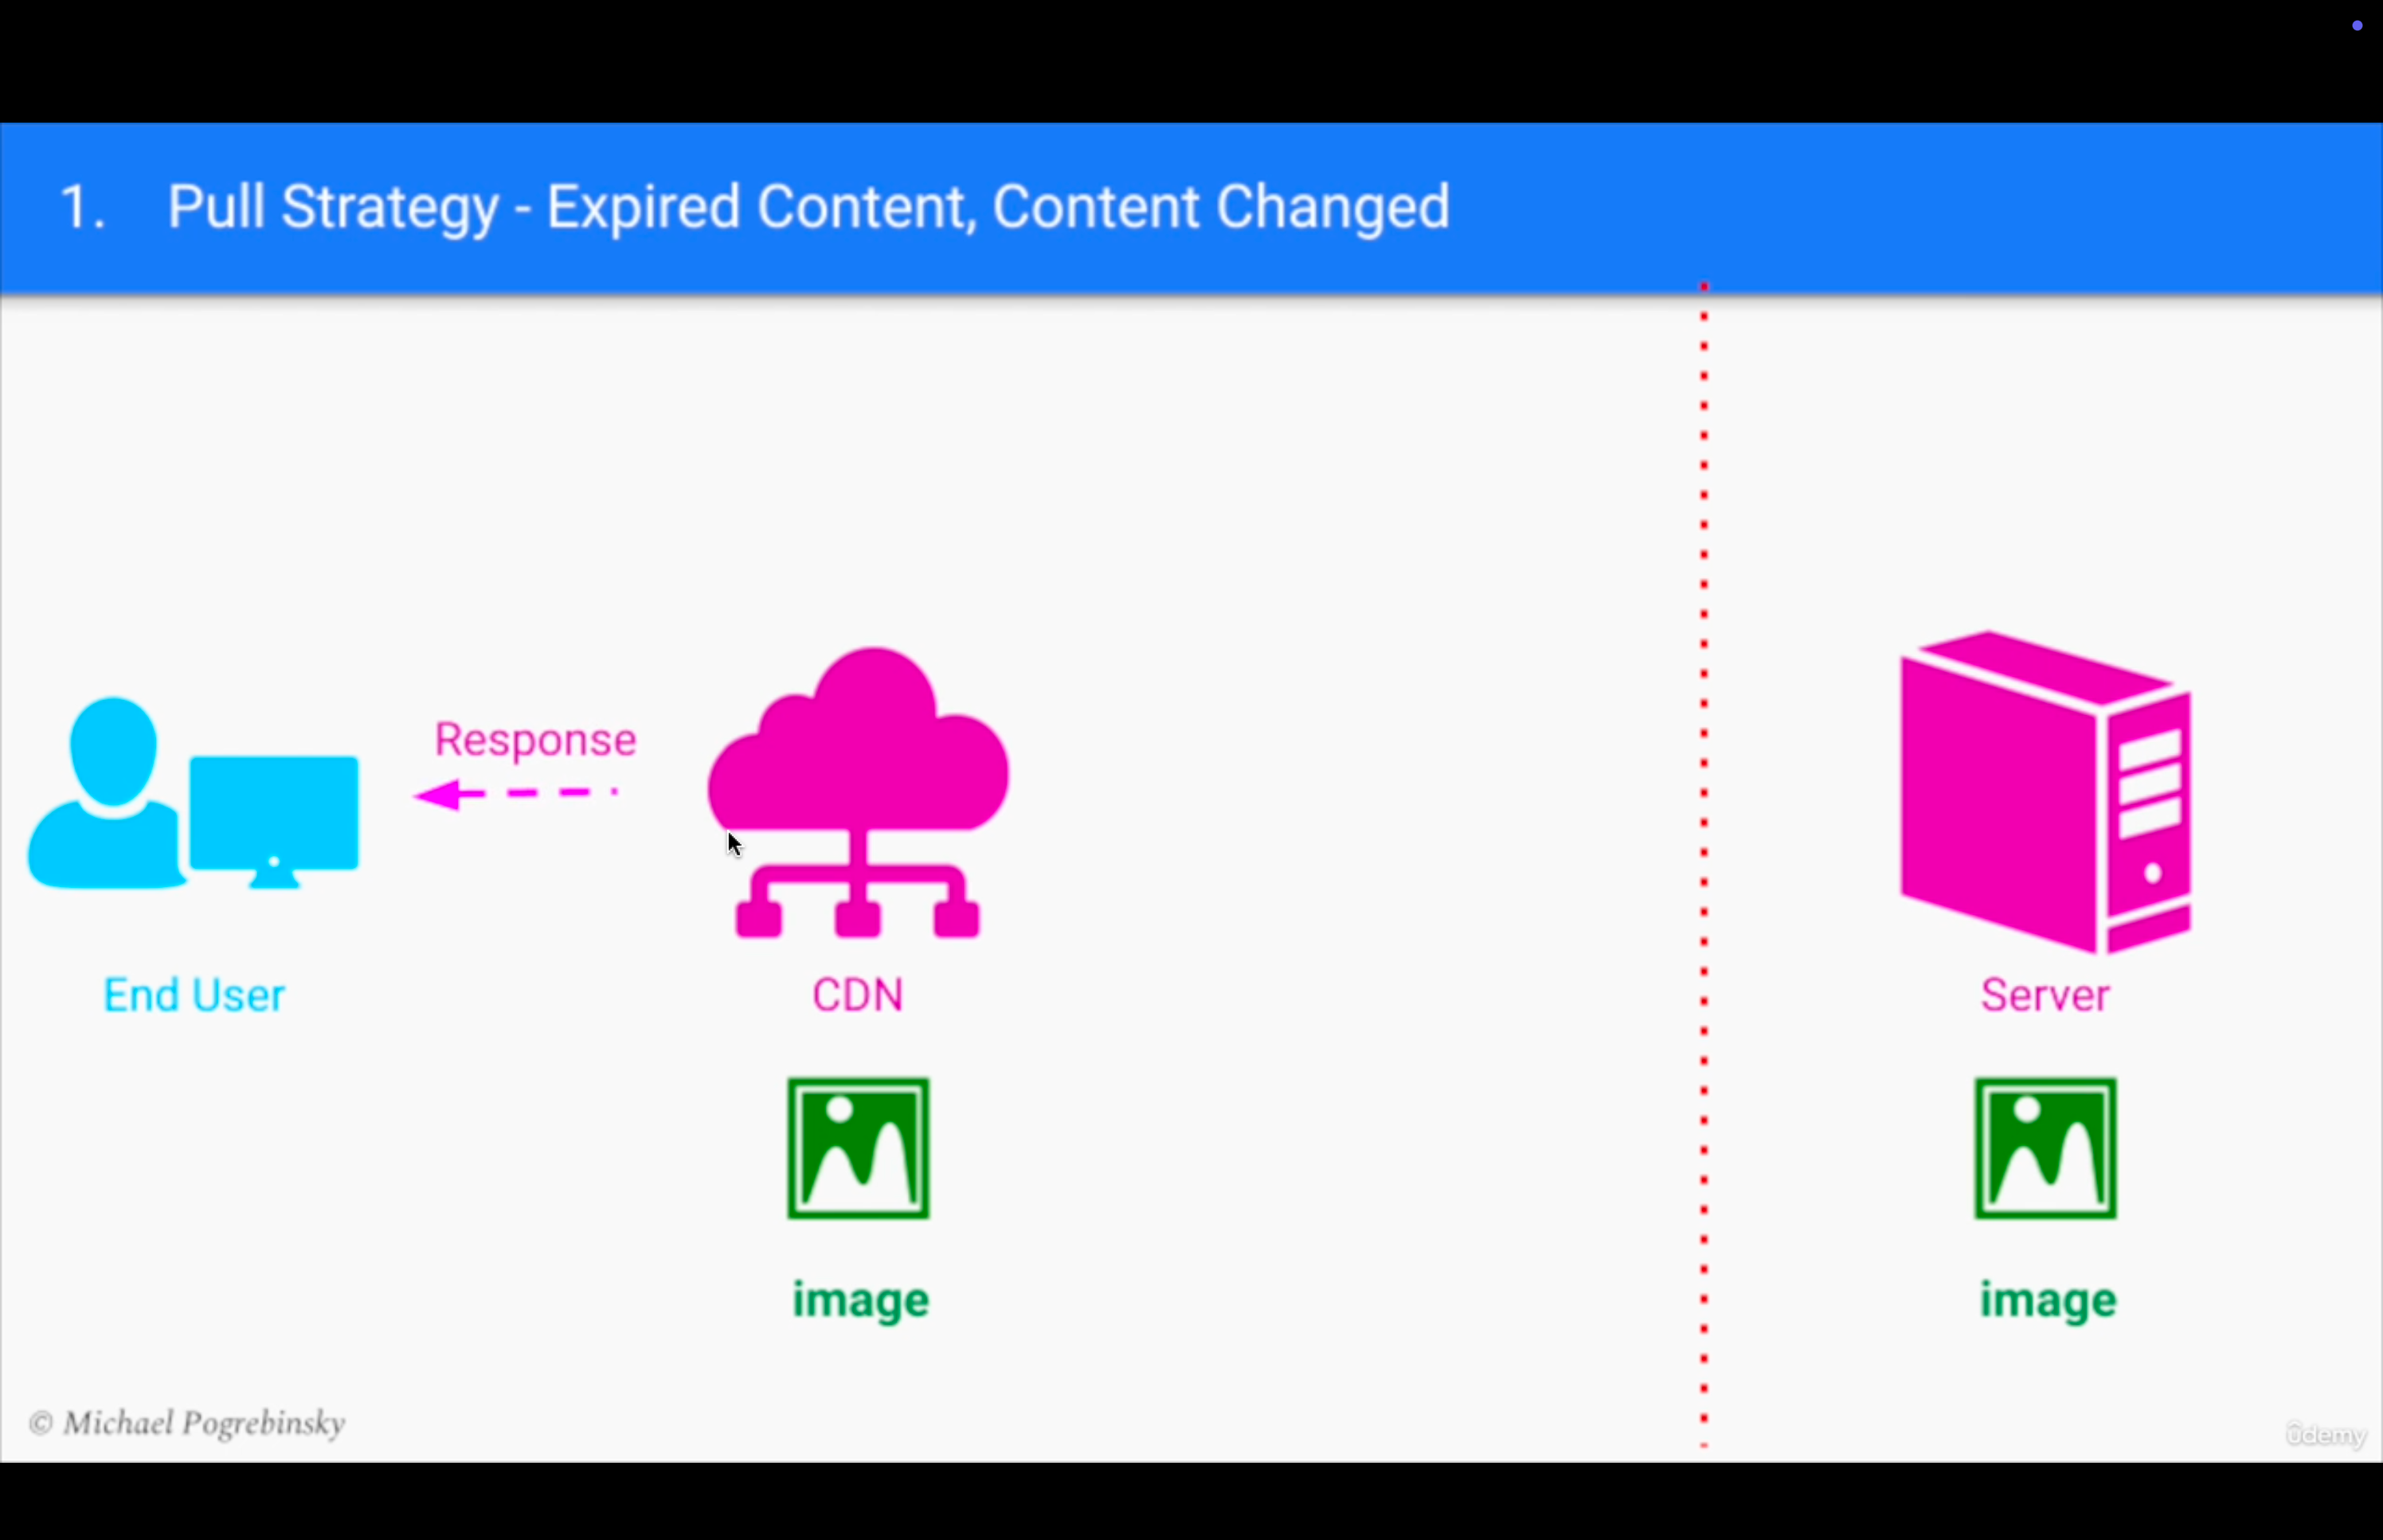 1. Pull Strategy - Expired Content, Content Changed
Response
End User
CDN
Server
image
image
© Michael Pogrebinsky
ûdemy